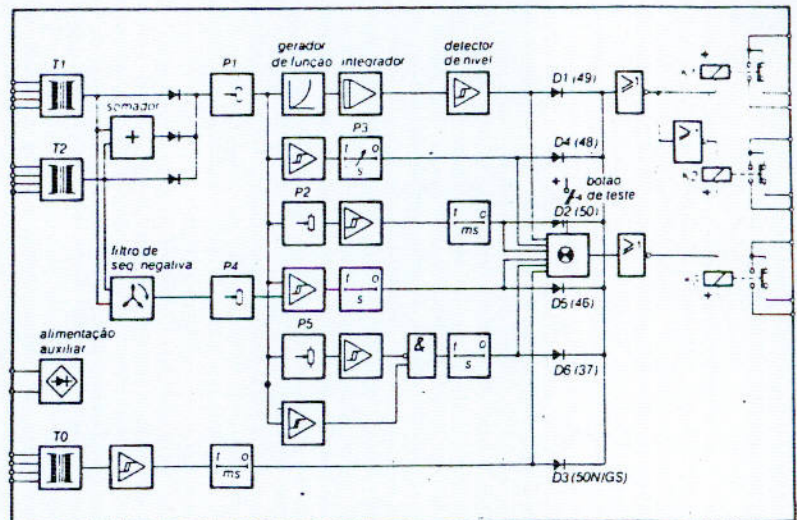 T1
P1
gerador
de função
integrador
detector
de nível
D1 (49)
≥1
+
somador
+
T2
P3
t
o
s
D4 (48)
≥1
+
botão
de teste
P2
t
o
ms
D2 (50)
+
≥1
filtro de
seq. negativa
P4
t
o
s
D5 (46)
+
alimentação
auxiliar
P5
&
t
o
s
D6 (37)
T0
t
o
ms
D3 (50N/GS)